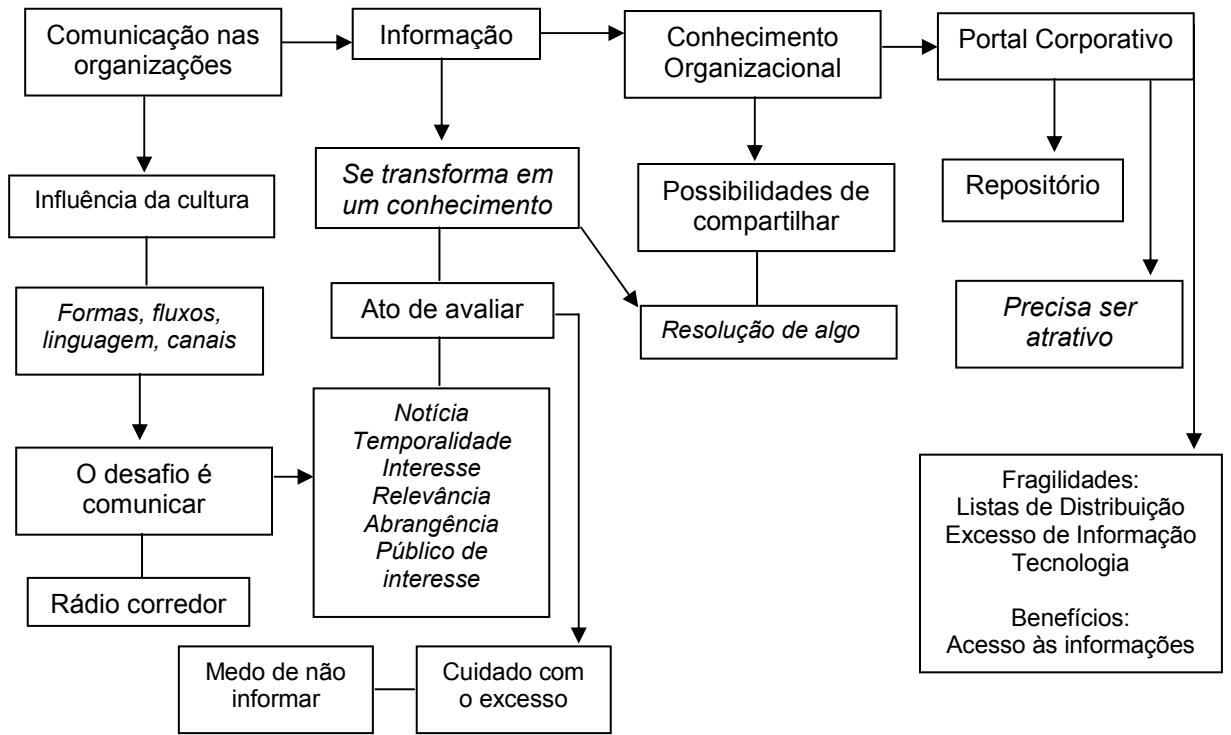 Comunicação nas
organizações
Informação
Conhecimento
Organizacional
Portal Corporativo
Influência da cultura
Se transforma em
um conhecimento
Possibilidades de
compartilhar
Repositório
Formas, fluxos,
linguagem, canais
Ato de avaliar
Resolução de algo
Precisa ser
atrativo
O desafio é
comunicar
Notícia
Temporalidade
Interesse
Relevância
Abrangência
Público de
interesse
Fragilidades:
Listas de Distribuição
Excesso de Informação
Tecnologia
Benefícios:
Acesso às informações
Rádio corredor
Medo de não
informar
Cuidado com
o excesso